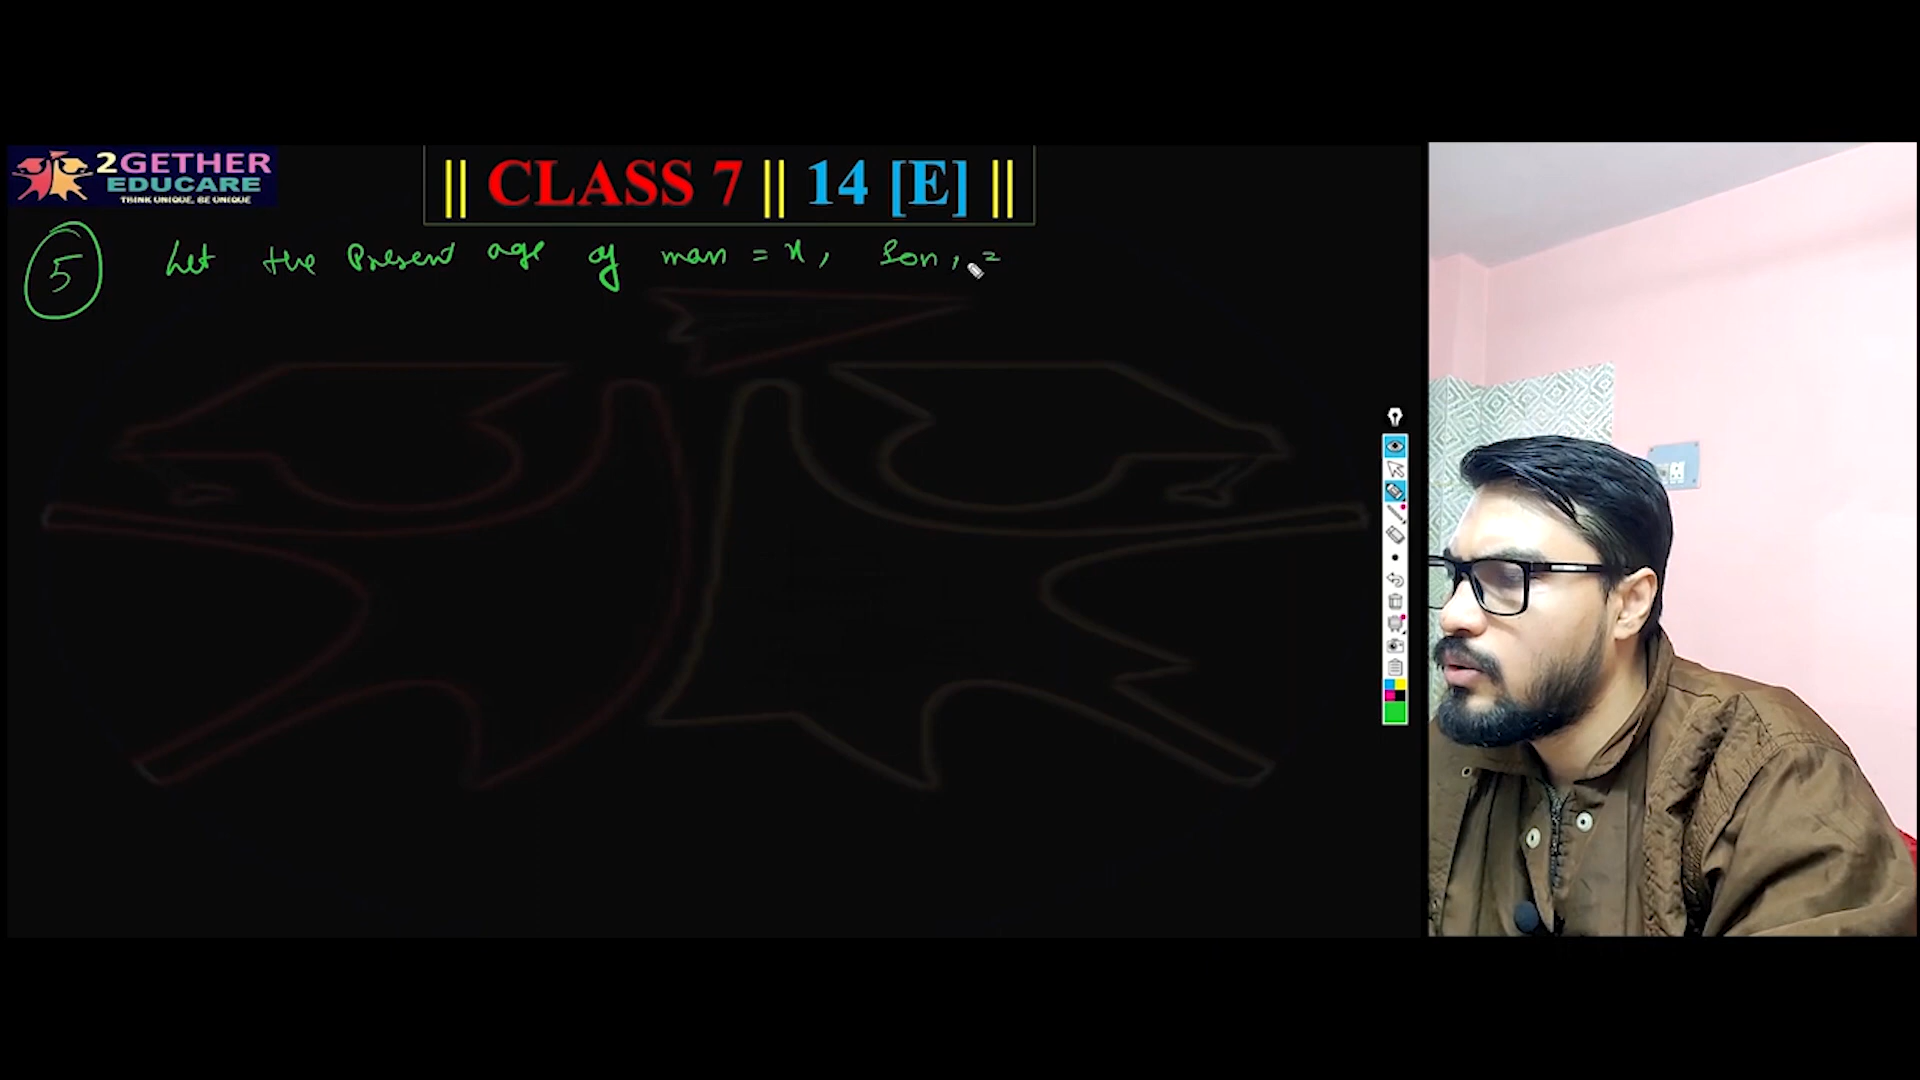 2GETHER
EDUCARE
THINK UNIQUE, BE UNIQUE
|| CLASS 7 || 14 [E] ||
5 Let the Present age of man = x, Son, =